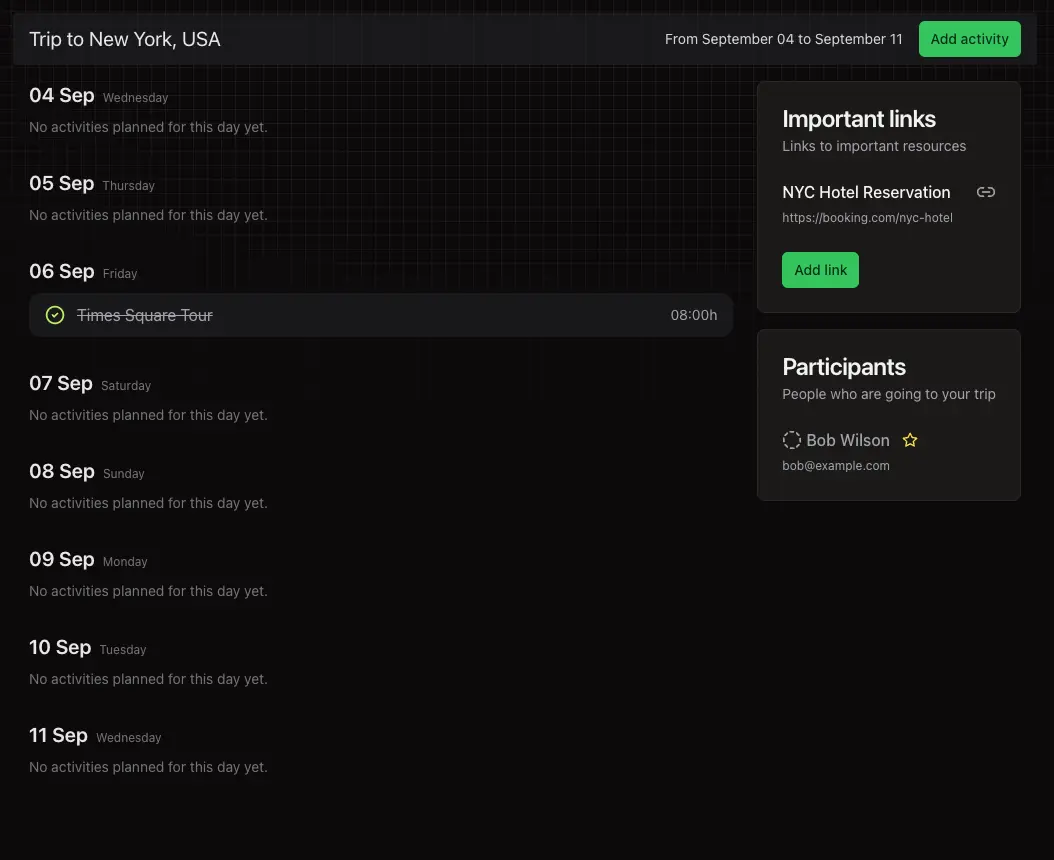 Trip to New York, USA
From September 04 to September 11
Add activity
04 Sep Wednesday
No activities planned for this day yet.
05 Sep Thursday
No activities planned for this day yet.
06 Sep Friday
Times Square Tour 08:00h
07 Sep Saturday
No activities planned for this day yet.
08 Sep Sunday
No activities planned for this day yet.
09 Sep Monday
No activities planned for this day yet.
10 Sep Tuesday
No activities planned for this day yet.
11 Sep Wednesday
No activities planned for this day yet.
Important links
Links to important resources
NYC Hotel Reservation
https://booking.com/nyc-hotel
Add link
Participants
People who are going to your trip
Bob Wilson
bob@example.com